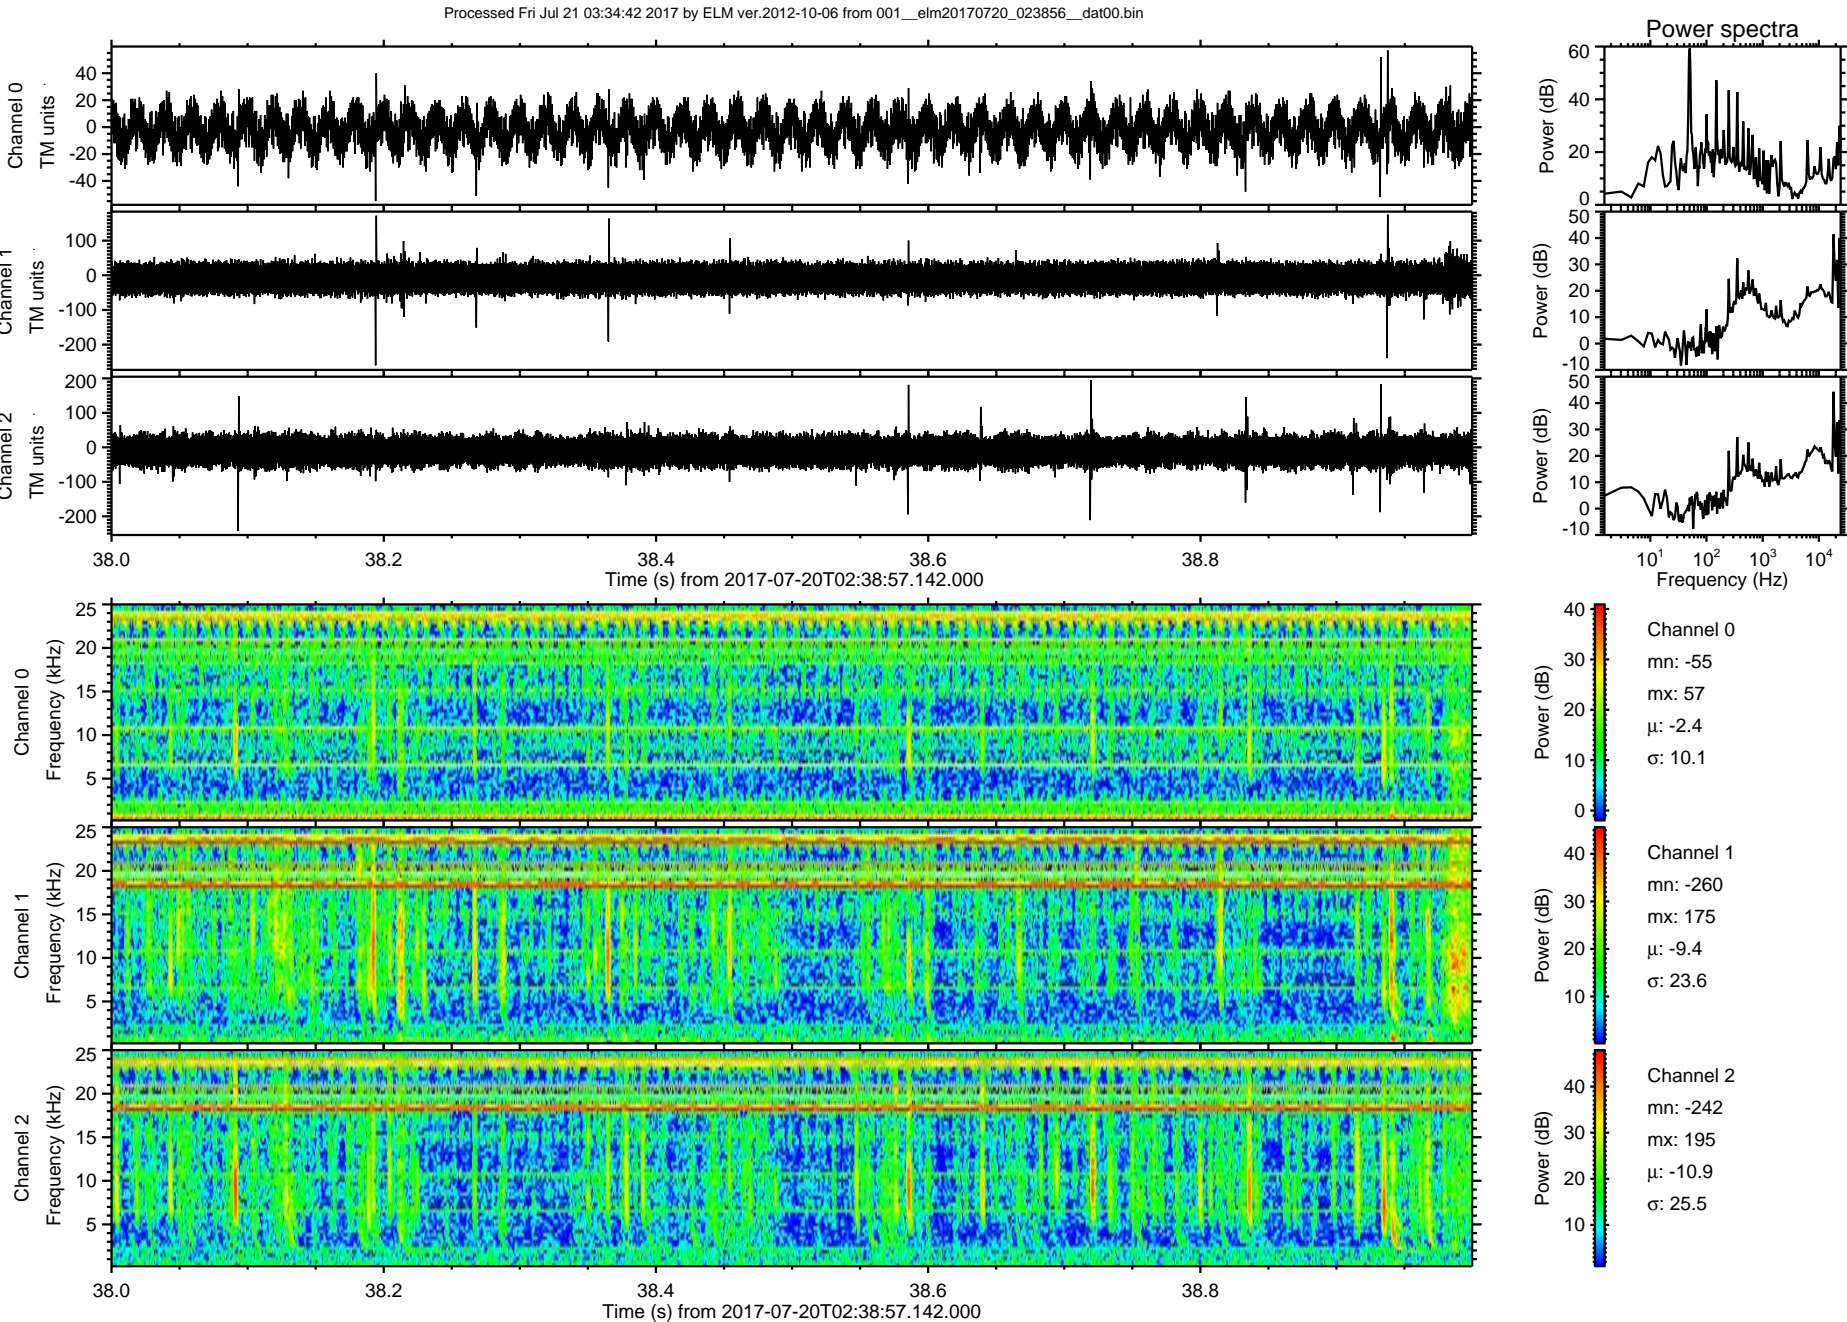 Processed Fri Jul 21 03:34:42 2017 by ELM ver.2012-10-06 from 001__elm20170720_023856__dat00.bin
Power spectra
Channel 0
TM units
40
20
0
-20
-40
Power (dB)
60
40
20
0
Channel 1
TM units
100
0
-100
-200
Power (dB)
50
40
30
20
10
0
-10
Channel 2
TM units
200
100
0
-100
-200
Power (dB)
50
40
30
20
10
0
-10
38.0 38.2 38.4 38.6 38.8
Time (s) from 2017-07-20T02:38:57.142.000
10^1 10^2 10^3 10^4
Frequency (Hz)
Channel 0
Frequency (kHz)
25
20
15
10
5
Power (dB)
40
30
20
10
0
Channel 0
mn: -55
mx: 57
μ: -2.4
σ: 10.1
Channel 1
Frequency (kHz)
25
20
15
10
5
Power (dB)
40
30
20
10
Channel 1
mn: -260
mx: 175
μ: -9.4
σ: 23.6
Channel 2
Frequency (kHz)
25
20
15
10
5
Power (dB)
40
30
20
10
Channel 2
mn: -242
mx: 195
μ: -10.9
σ: 25.5
38.0 38.2 38.4 38.6 38.8
Time (s) from 2017-07-20T02:38:57.142.000